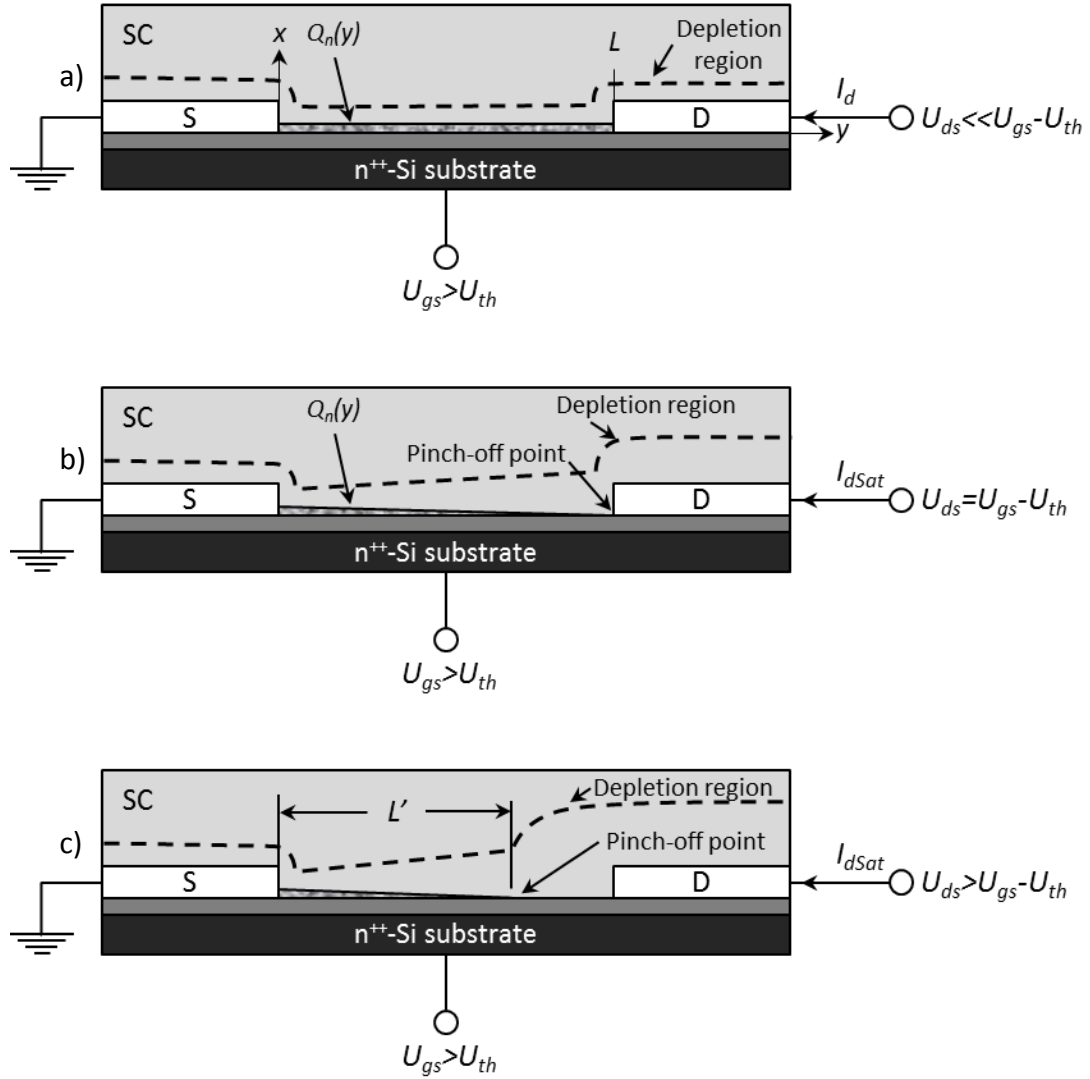 a)
SC
x
Qn(y)
L
Depletion
region
S
D
Id
y
Uds<<Ugs-Uth
n++-Si substrate
Ugs>Uth
b)
SC
Qn(y)
Depletion region
Pinch-off point
S
D
IdSat
Uds=Ugs-Uth
n++-Si substrate
Ugs>Uth
c)
SC
L’
Depletion region
Pinch-off point
S
D
IdSat
Uds>Ugs-Uth
n++-Si substrate
Ugs>Uth